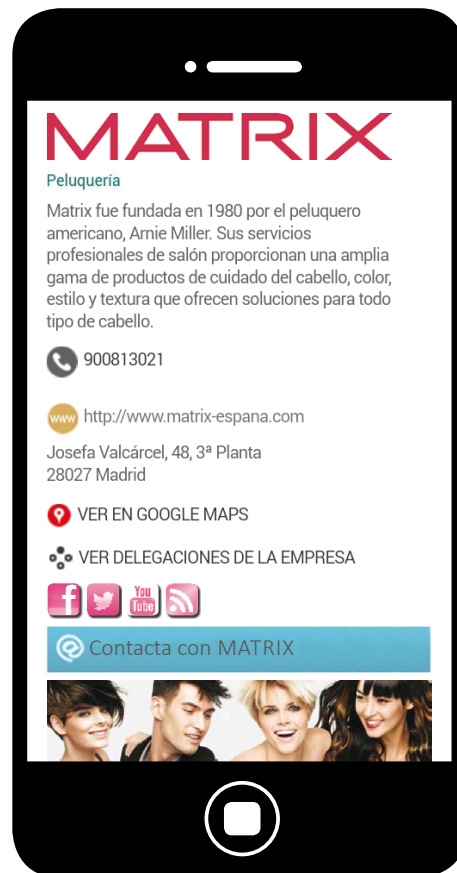 MATRIX
Peluquería
Matrix fue fundada en 1980 por el peluquero
americano, Arnie Miller. Sus servicios
profesionales de salón proporcionan una amplia
gama de productos de cuidado del cabello, color,
estilo y textura que ofrecen soluciones para todo
tipo de cabello.
900813021
www http://www.matrix-espana.com
Josefa Valcárcel, 48, 3ª Planta
28027 Madrid
VER EN GOOGLE MAPS
VER DELEGACIONES DE LA EMPRESA
f You Tube
@ Contacta con MATRIX